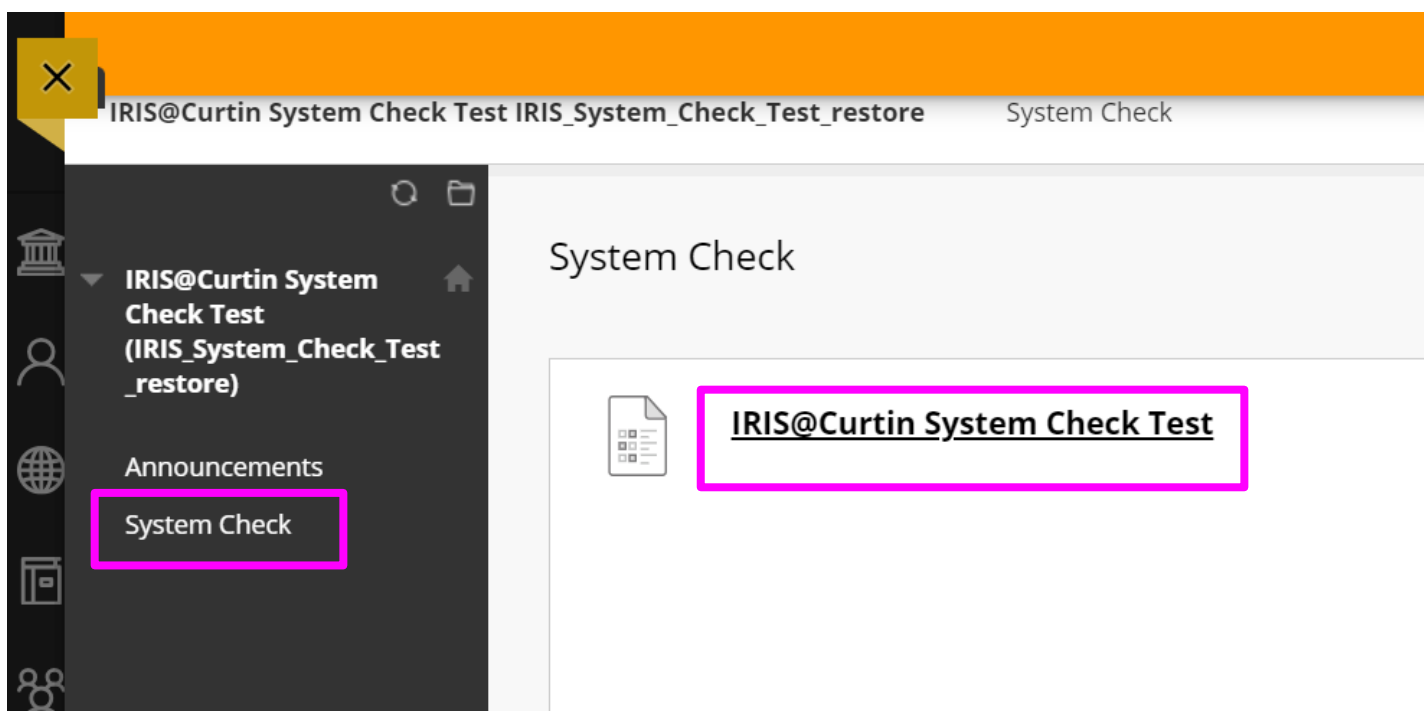 IRIS@Curtin System Check Test IRIS_System_Check_Test_restore System Check
IRIS@Curtin System
Check Test
(IRIS_System_Check_Test
_restore)
Announcements
System Check
System Check
IRIS@Curtin System Check Test